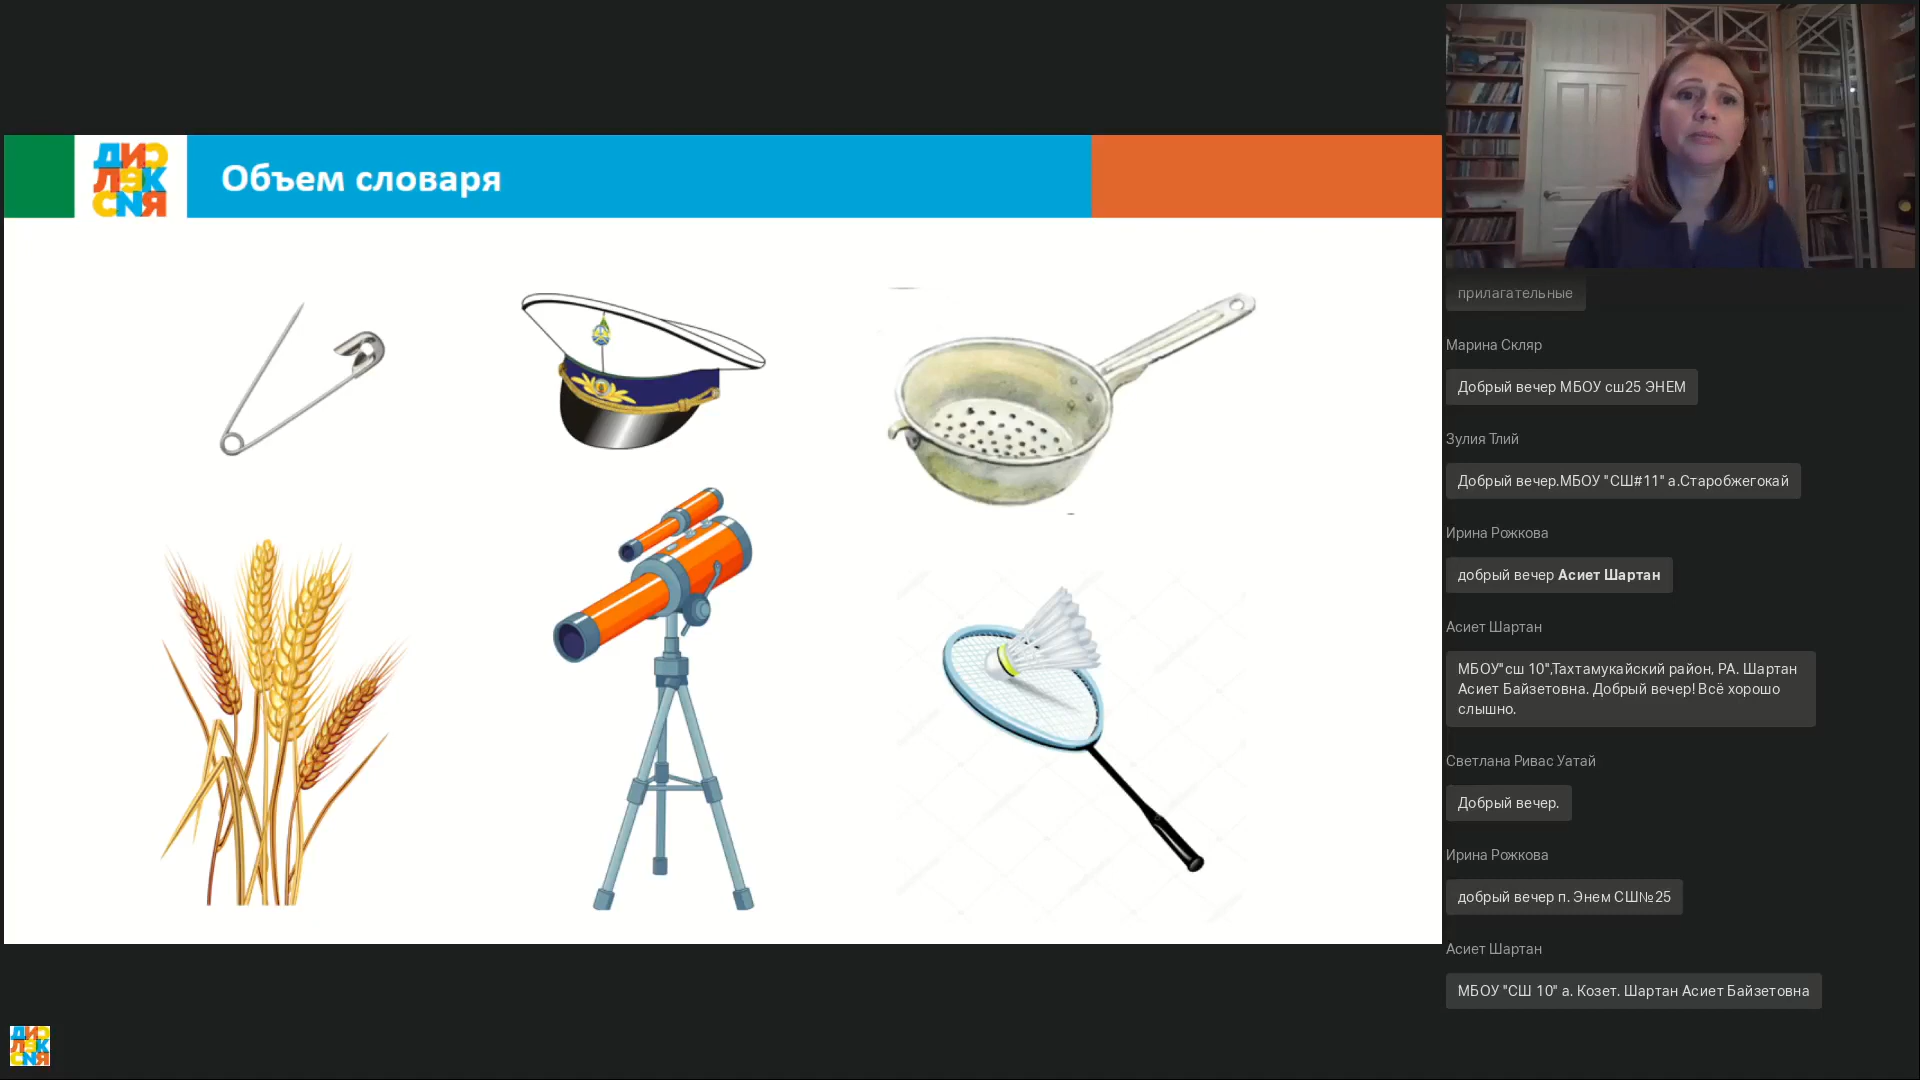 ДИС
ЛЕК
СИЯ
Объем словаря
прилагательные
Марина Скляр
Добрый вечер МБОУ сш25 ЭНЕМ
Зулия Тлий
Добрый вечер.МБОУ "СШ#11" а.Старобжегокай
Ирина Рожкова
добрый вечер Асиет Шартан
Асиет Шартан
МБОУ"сш 10",Тахтамукайский район, РА. Шартан
Асиет Байзетовна. Добрый вечер! Всё хорошо
слышно.
Светлана Ривас Уатай
Добрый вечер.
Ирина Рожкова
добрый вечер п. Энем СШ№25
Асиет Шартан
МБОУ "СШ 10" а. Козет. Шартан Асиет Байзетовна
ДИС
ЛЕК
СИЯ